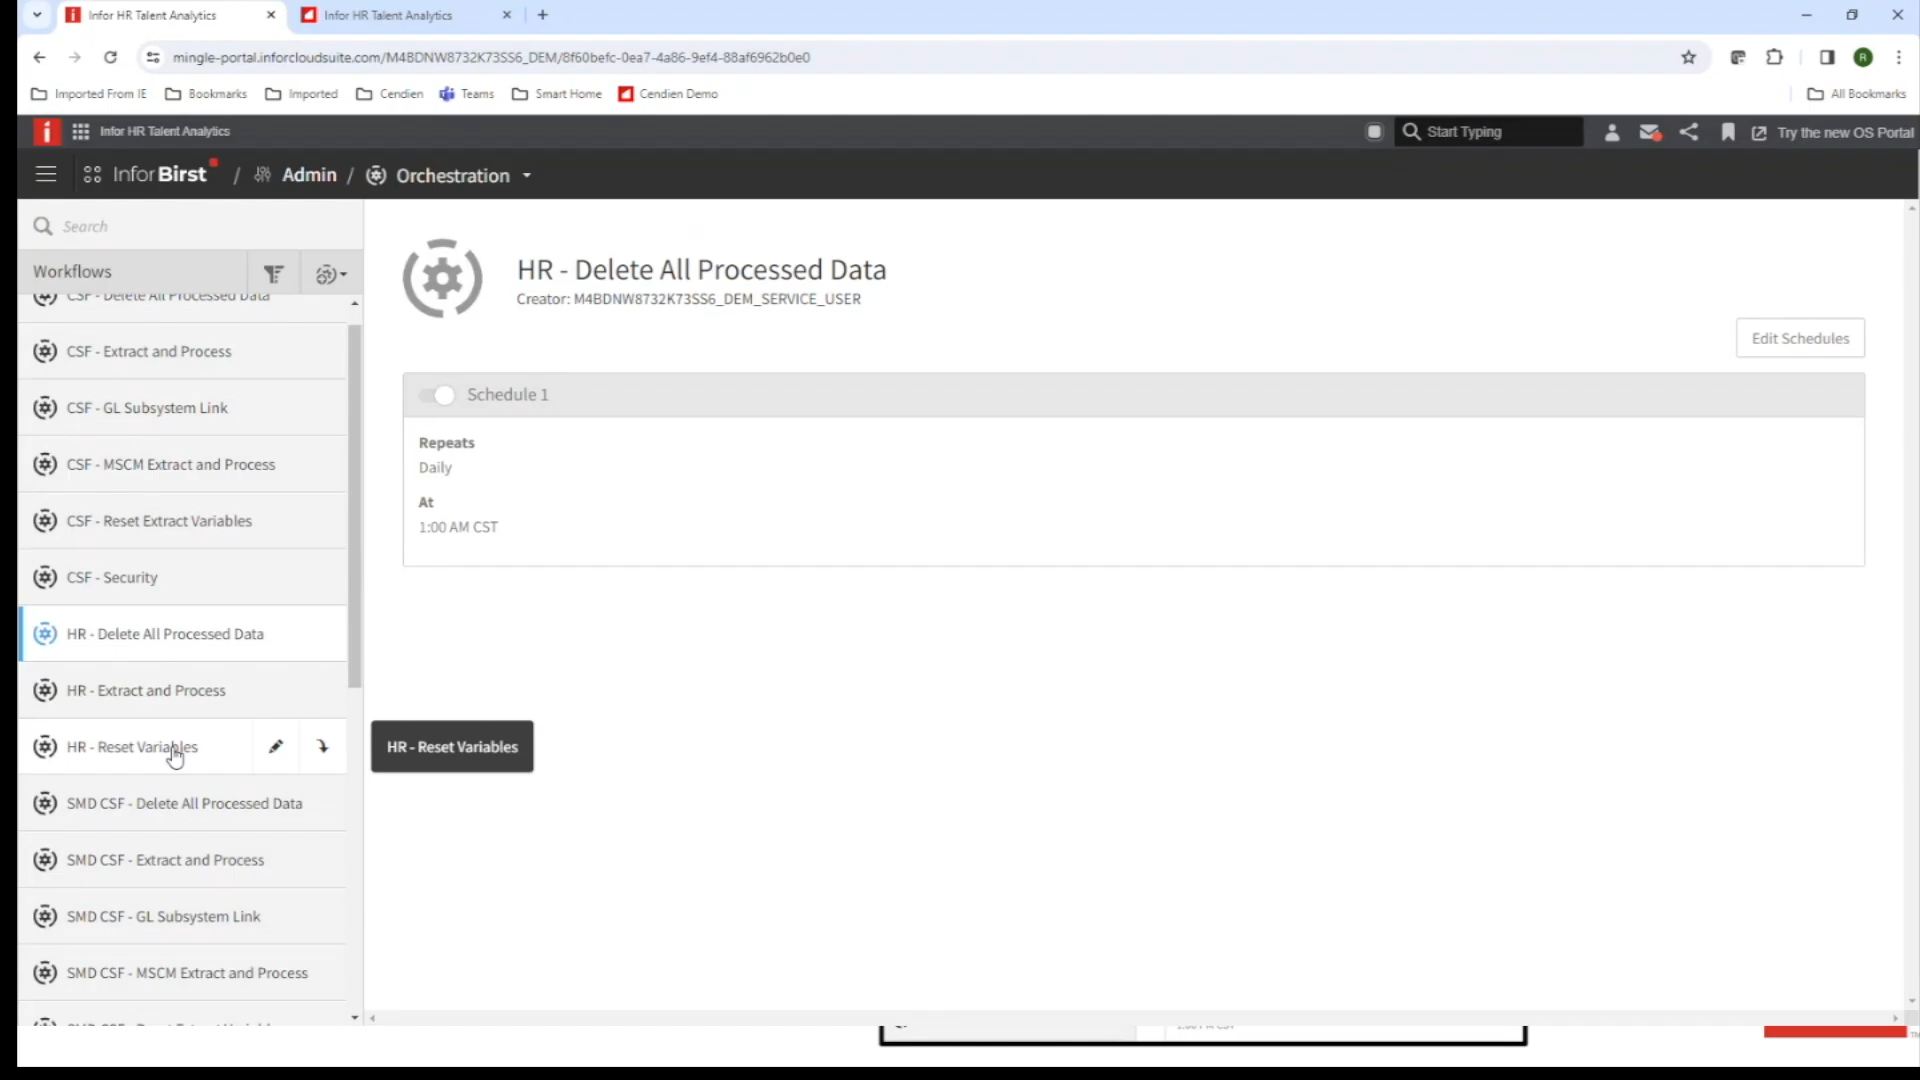 Infor HR Talent Analytics
Infor HR Talent Analytics
mingle-portal.inforcloudsuite.com/M4BDNW8732K73SS6_DEM/8f60befc-0ea7-4a86-9ef4-88af6962b0e0
R
Imported From IE
Bookmarks
Imported
Cendien
Teams
Smart Home
Cendien Demo
All Bookmarks
i
Infor HR Talent Analytics
Start Typing
Try the new OS Portal
Infor Birst / Admin / Orchestration
Search
Workflows
CSF - Delete All Processed Data
CSF - Extract and Process
CSF - GL Subsystem Link
CSF - MSCM Extract and Process
CSF - Reset Extract Variables
CSF - Security
HR - Delete All Processed Data
HR - Extract and Process
HR - Reset Variables
SMD CSF - Delete All Processed Data
SMD CSF - Extract and Process
SMD CSF - GL Subsystem Link
SMD CSF - MSCM Extract and Process
HR - Reset Variables
HR - Delete All Processed Data
Creator: M4BDNW8732K73SS6_DEM_SERVICE_USER
Edit Schedules
Schedule 1
Repeats
Daily
At
1:00 AM CST